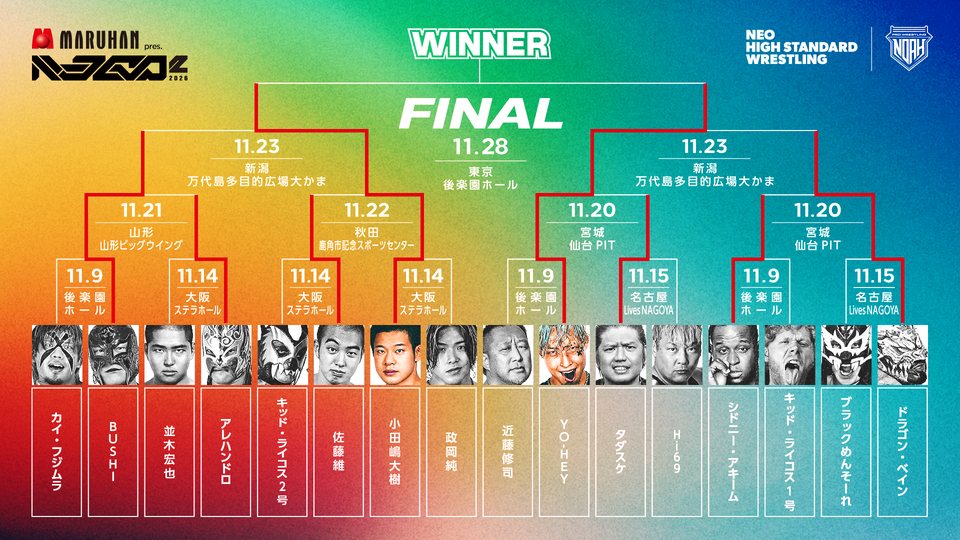 MARUHAN pres.
2026
WINNER
NEO
HIGH STANDARD
WRESTLING
PRO WRESTLING
NOAH
FINAL
11.28
東京
後楽園ホール
11.23
新潟
万代島多目的広場大かま
11.23
新潟
万代島多目的広場大かま
11.21
山形
山形ビッグウイング
11.22
秋田
鹿角市記念スポーツセンター
11.20
宮城
仙台PIT
11.20
宮城
仙台PIT
11.9
後楽園
ホール
11.14
大阪
ステラホール
11.14
大阪
ステラホール
11.14
大阪
ステラホール
11.9
後楽園
ホール
11.15
名古屋
Lives NAGOYA
11.9
後楽園
ホール
11.15
名古屋
Lives NAGOYA
カイ・フジムラ
BUSHI
並木宏也
アレハンドロ
キッド・ライコス2号
佐藤維
小田嶋大樹
政岡純
近藤修司
YO-HEY
タダスケ
Hi69
シドニー・アキーム
キッド・ライコス1号
ブラックめんそーれ
ドラゴン・ベイン